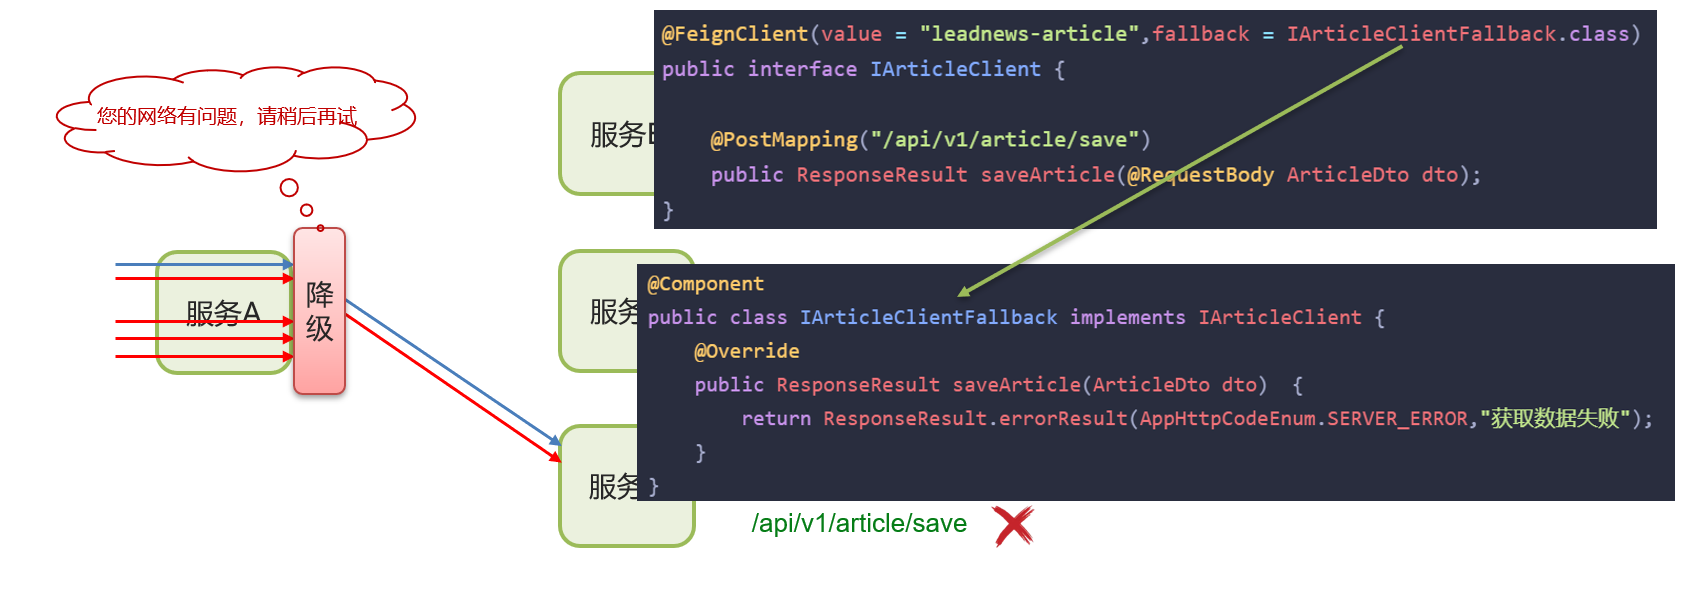 @FeignClient(value = "leadnews-article",fallback = IArticleClientFallback.class)
public interface IArticleClient {
@PostMapping("/api/v1/article/save")
public ResponseResult saveArticle(@RequestBody ArticleDto dto);
}
您的网络有问题，请稍后再试
服务
服务A
降
级
服务
@Component
public class IArticleClientFallback implements IArticleClient {
@Override
public ResponseResult saveArticle(ArticleDto dto)  {
return ResponseResult.errorResult(AppHttpCodeEnum.SERVER_ERROR,"获取数据失败");
}
}
服务
/api/v1/article/save